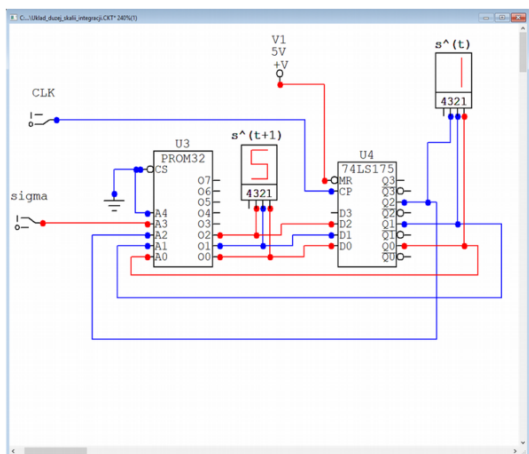 C:\...\Uklad_duzej_skali_integracji.CKT* 240%(1)
V1
5V
+V
s^(t)
1
4321
CLK
U3
PROM32
CS
O7
O6
O5
A4
O4
A3
O3
A2
O2
A1
O1
A0
O0
s^(t+1)
5
4321
U4
74LS175
MR
Q3
CP
Q3
Q2
D3
Q2
D2
Q1
D1
Q1
D0
Q0
Q0
sigma